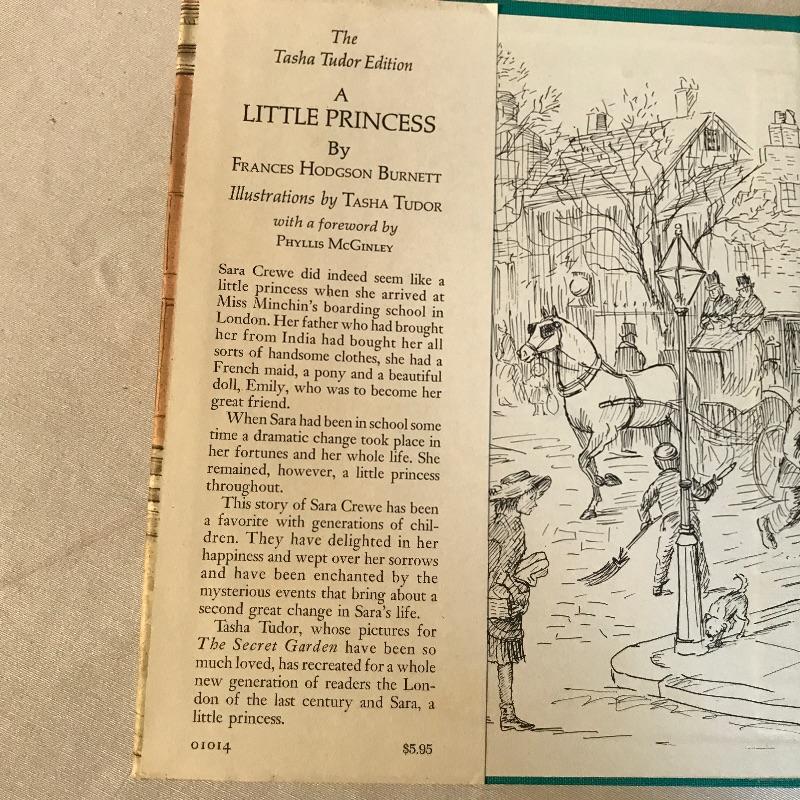 The
Tasha Tudor Edition
A
LITTLE PRINCESS
By
FRANCES HODGSON BURNETT
Illustrations by TASHA TUDOR
with a foreword by
PHYLLIS MCGINLEY
Sara Crewe did indeed seem like a
little princess when she arrived at
Miss Minchin's boarding school in
London. Her father who had brought
her from India had bought her all
sorts of handsome clothes, she had a
French maid, a pony and a beautiful
doll, Emily, who was to become her
great friend.
When Sara had been in school some
time a dramatic change took place in
her fortunes and her whole life. She
remained, however, a little princess
throughout.
This story of Sara Crewe has been
a favorite with generations of chil-
dren. They have delighted in her
happiness and wept over her sorrows
and have been enchanted by the
mysterious events that bring about a
second great change in Sara's life.
Tasha Tudor, whose pictures for
The Secret Garden have been so
much loved, has recreated for a whole
new generation of readers the Lon-
don of the last century and Sara, a
little princess.
01014 $5.95